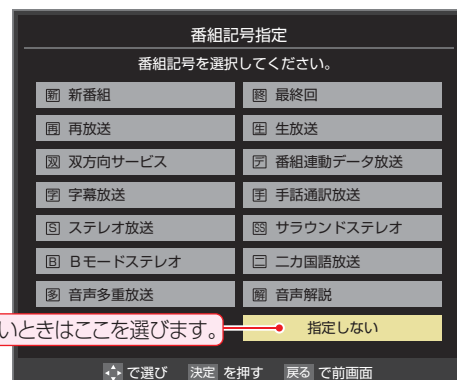 番組記号指定
番組記号を選択してください。
新 新番組
終 最終回
再 再放送
生 生放送
双 双方向サービス
デ 番組連動データ放送
字 字幕放送
手 手話通訳放送
S ステレオ放送
SS サラウンドステレオ
B Bモードステレオ
二 二カ国語放送
多 音声多重放送
解 音声解説
いときはここを選びます。
指定しない
で選び 決定 を押す 戻る で前画面